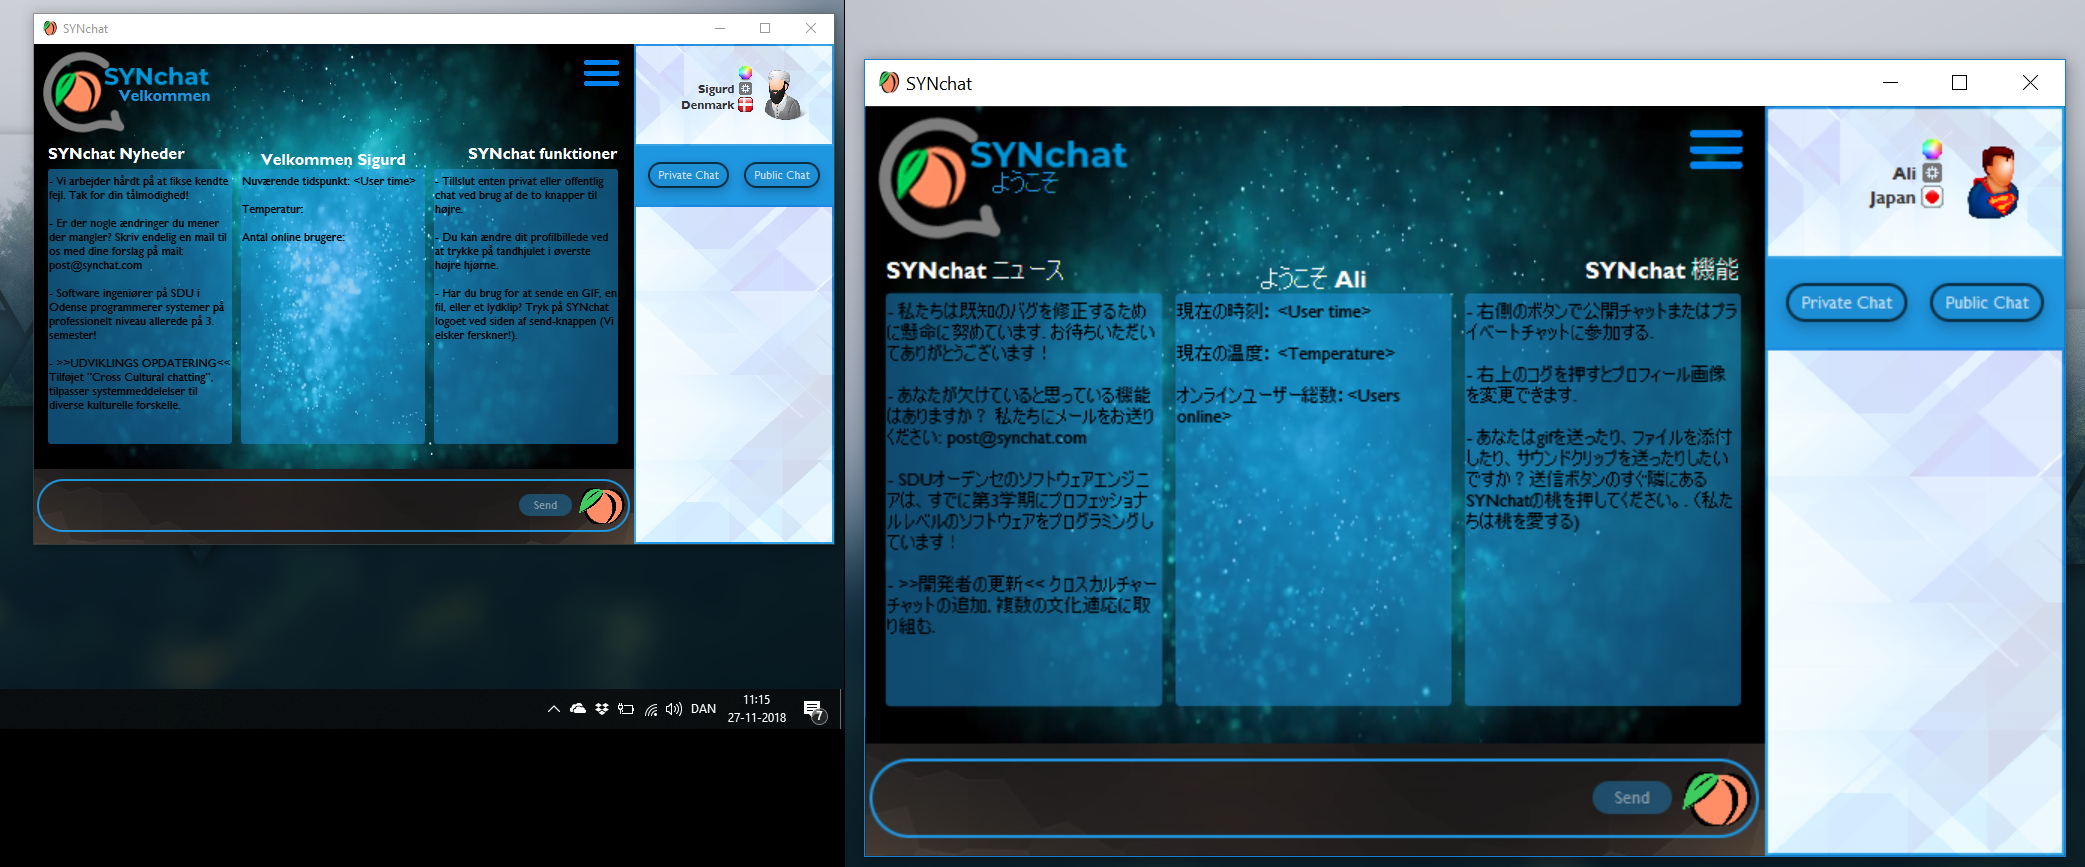 SYNchat
SYNchat
Velkommen
Sigurd
Denmark
SYNchat Nyheder
Velkommen Sigurd
SYNchat funktioner
Private Chat
Public Chat
- Vi arbejder hårdt på at fikse kendte
fejl. Tak for din tålmodighed!
- Er der nogle ændringer du mener
der mangler? Skriv endelig en mail til
os med dine forslag på mail:
post@synchat.com
- Software ingeniører på SDU i
Odense programmerer systemer på
professionelt niveau allerede på 3.
semester!
- >>UDVIKLINGS OPDATERING<<
Tilføjet "Cross Cultural chatting",
tilpasser systemmeddelelser til
diverse kulturelle forskelle.
Nuværende tidspunkt: <User time>
Temperatur:
Antal online brugere:
- Tillslut enten privat eller offentlig
chat ved brug af de to knapper til
højre.
- Du kan ændre dit profilbillede ved
at trykke på tandhjulet i øverste
højre hjørne.
- Har du brug for at sende en GIF, en
fil, eller et lydklip? Tryk på SYNchat
logoet ved siden af send-knappen (Vi
elsker ferskner!).
Send
DAN
11:15
27-11-2018
7
SYNchat
SYNchat
ようこそ
Ali
Japan
SYNchat ニュース
ようこそ Ali
SYNchat 機能
Private Chat
Public Chat
- 私たちは既知のバグを修正するため
に懸命に努めています. お待ちいただい
てありがとうございます！
- あなたが欠けていると思っている機能
はありますか？ 私たちにメールをお送り
ください: post@synchat.com
- SDUオーデンセのソフトウェアエンジニ
アは、すでに第3学期にプロフェッショナ
ルレベルのソフトウェアをプログラミングし
ています！
- >>開発者の更新<< クロスカルチャー
チャットの追加. 複数の文化適応に取
り組む.
現在の時刻: <User time>
現在の温度: <Temperature>
オンラインユーザー総数: <Users
online>
- 右側のボタンで公開チャットまたはプラ
イベートチャットに参加する.
- 右上のコグを押すとプロフィール画像
を変更できます.
- あなたはgifを送ったり、ファイルを添付
したり、サウンドクリップを送ったりしたい
ですか？送信ボタンのすぐ隣にある
SYNchatの桃を押してください。. (私た
ちは桃を愛する)
Send